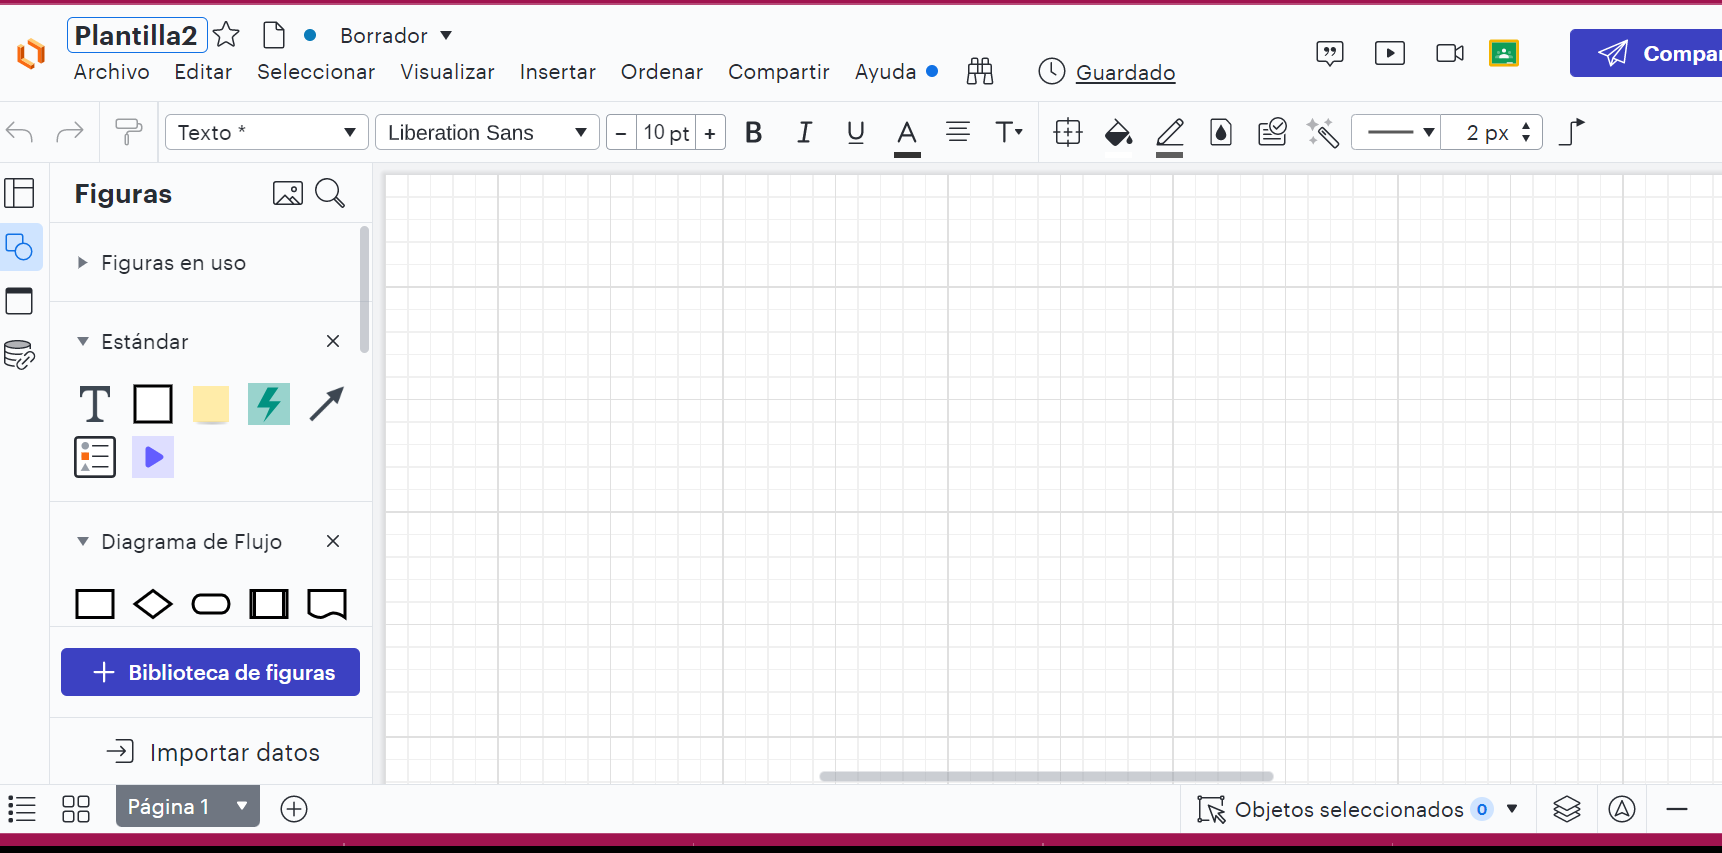 Plantilla2
Borrador
Archivo Editar Seleccionar Visualizar Insertar Ordenar Compartir Ayuda
Guardado
Compar
Texto * Liberation Sans − 10 pt + B I U A T 2 px
Figuras
Figuras en uso
Estándar
T
Diagrama de Flujo
Biblioteca de figuras
Importar datos
Página 1
Objetos seleccionados 0